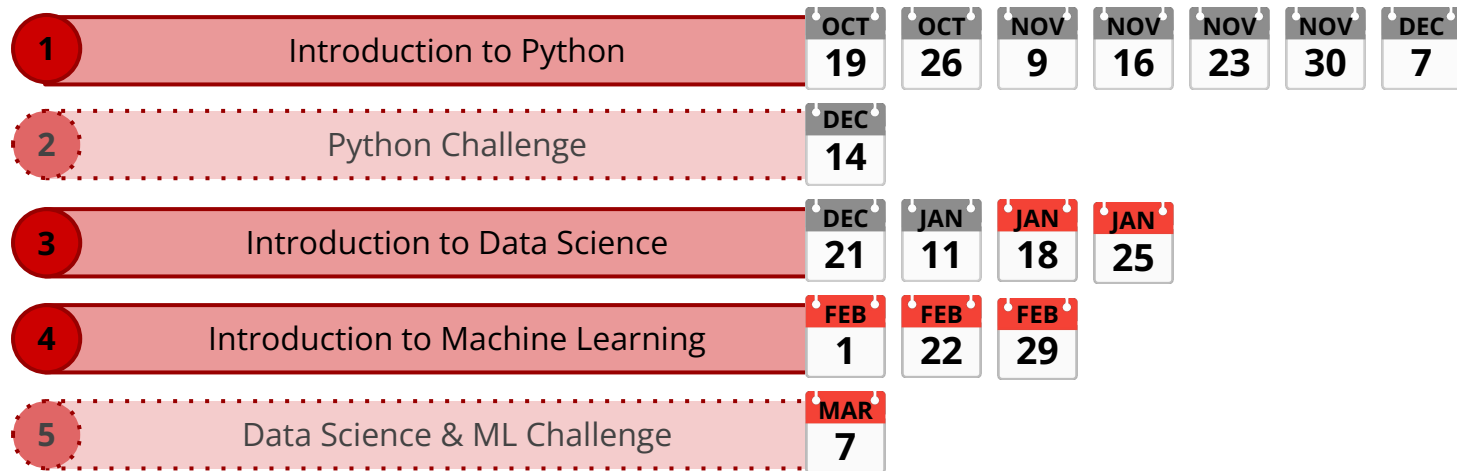 1 Introduction to Python OCT 19 OCT 26 NOV 9 NOV 16 NOV 23 NOV 30 DEC 7
2 Python Challenge DEC 14
3 Introduction to Data Science DEC 21 JAN 11 JAN 18 JAN 25
4 Introduction to Machine Learning FEB 1 FEB 22 FEB 29
5 Data Science & ML Challenge MAR 7